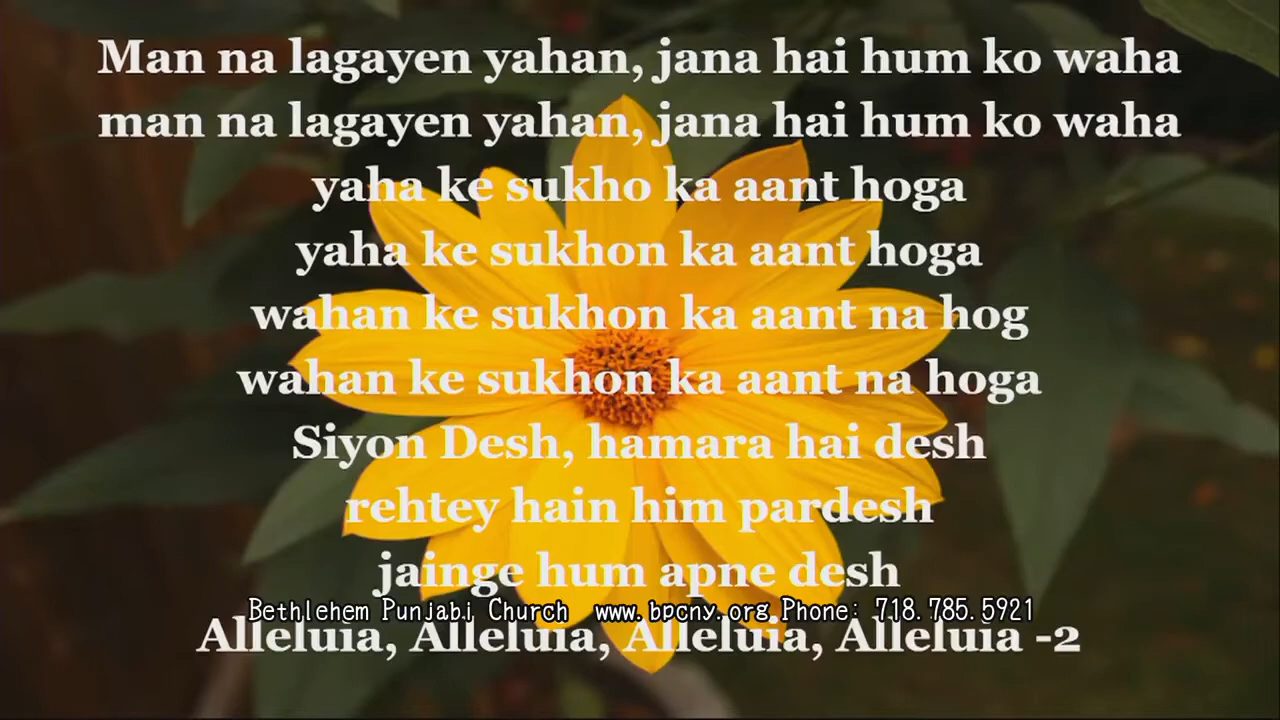 Man na lagayen yahan, jana hai hum ko waha
man na lagayen yahan, jana hai hum ko waha
yaha ke sukho ka aant hoga
yaha ke sukhon ka aant hoga
wahan ke sukhon ka aant na hog
wahan ke sukhon ka aant na hoga
Siyon Desh, hamara hai desh
rehtey hain him pardesh
jainge hum apne desh
Bethlehem Punjabi Church www.bpcny.org Phone: 718.785.5921
Alleluia, Alleluia, Alleluia, Alleluia -2